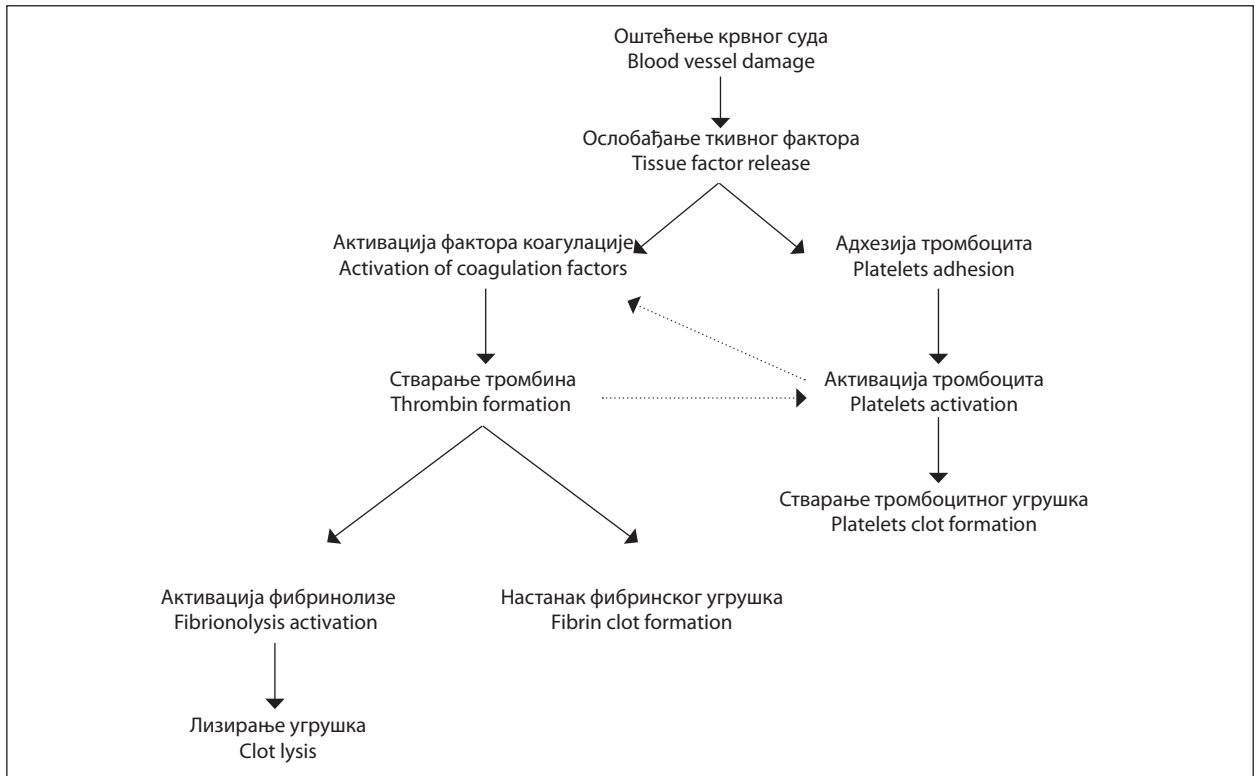 Оштећење крвног суда
Blood vessel damage
Ослобађање ткивног фактора
Tissue factor release
Активација фактора коагулације
Activation of coagulation factors
Адхезија тромбоцита
Platelets adhesion
Стварање тромбина
Thrombin formation
Активација тромбоцита
Platelets activation
Стварање тромбоцитног угрушка
Platelets clot formation
Активација фибринолизе
Fibrionolysis activation
Настанак фибринског угрушка
Fibrin clot formation
Лизирање угрушка
Clot lysis